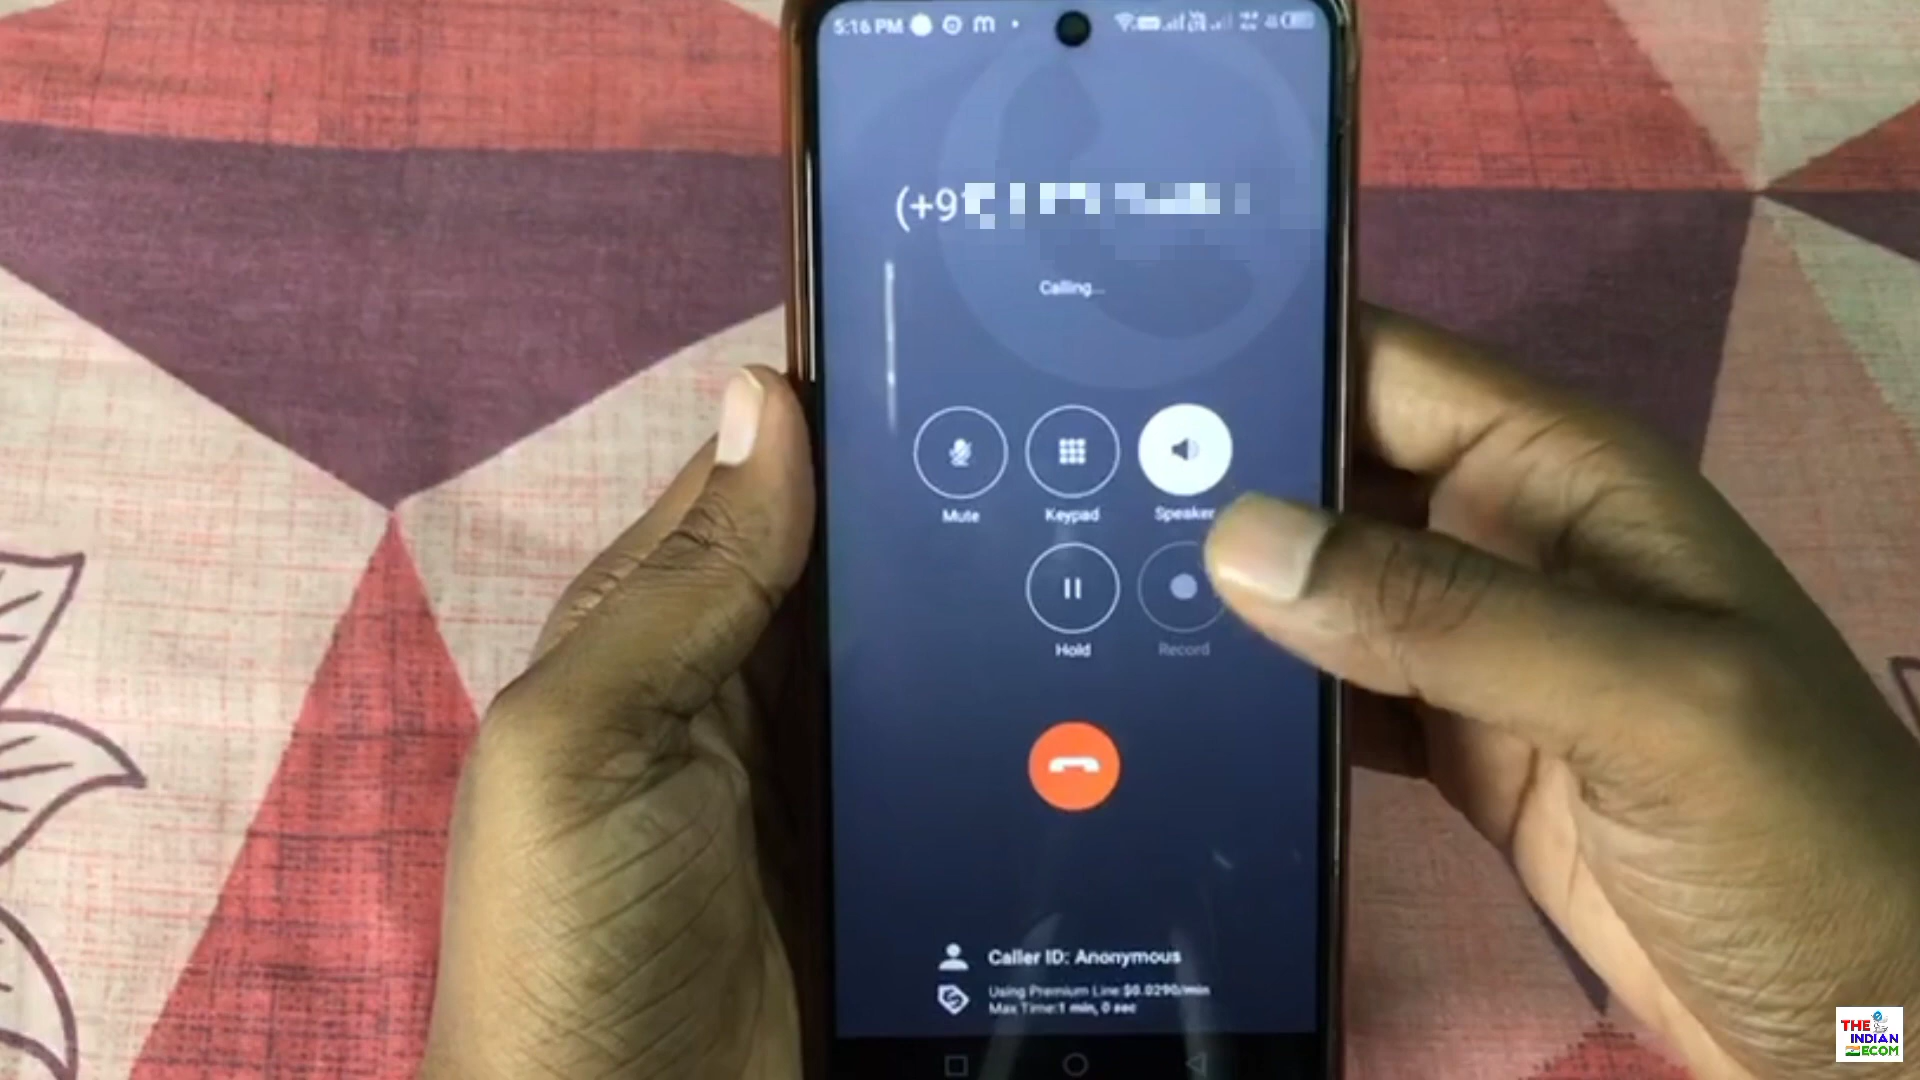 5:16 PM
(+91
Calling...
Mute
Keypad
Speaker
Hold
Record
Caller ID: Anonymous
Using Premium Line:$0.0290/min
Max Time:1 min, 0 sec
THE
INDIAN
ECOM